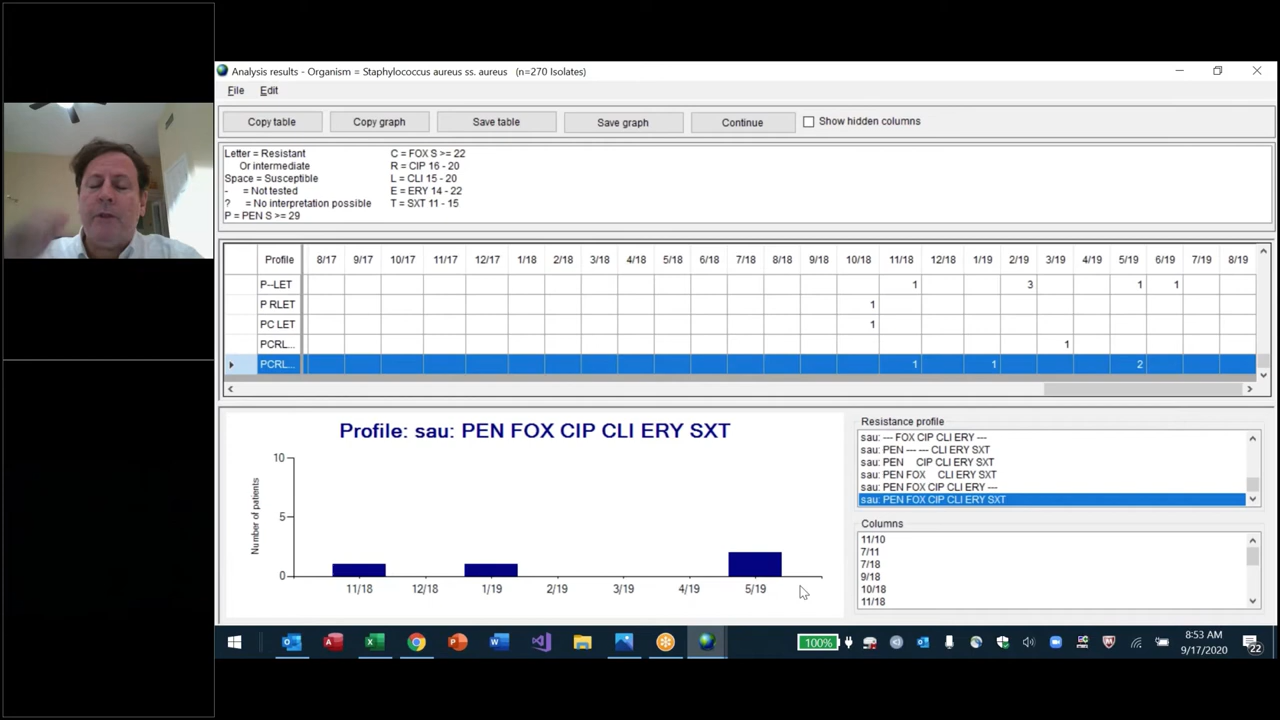 Analysis results - Organism = Staphylococcus aureus ss. aureus (n=270 Isolates)
File Edit
Copy table Copy graph Save table Save graph Continue Show hidden columns
Letter = Resistant C = FOX S >= 22
Or intermediate R = CIP 16 - 20
Space = Susceptible L = CLI 15 - 20
- = Not tested E = ERY 14 - 22
? = No interpretation possible T = SXT 11 - 15
P = PEN S >= 29
Profile 8/17 9/17 10/17 11/17 12/17 1/18 2/18 3/18 4/18 5/18 6/18 7/18 8/18 9/18 10/18 11/18 12/18 1/19 2/19 3/19 4/19 5/19 6/19 7/19 8/19
P--LET 1 3 1 1
P RLET 1
PC LET 1
PCRL... 1
PCRL... 1 1 2
Profile: sau: PEN FOX CIP CLI ERY SXT
Number of patients
10
5
0
11/18 12/18 1/19 2/19 3/19 4/19 5/19
Resistance profile
sau: --- FOX CIP CLI ERY ---
sau: PEN --- --- CLI ERY SXT
sau: PEN CIP CLI ERY SXT
sau: PEN FOX CLI ERY SXT
sau: PEN FOX CIP CLI ERY ---
sau: PEN FOX CIP CLI ERY SXT
Columns
11/10
7/11
7/18
9/18
10/18
11/18
100%
8:53 AM
9/17/2020
22